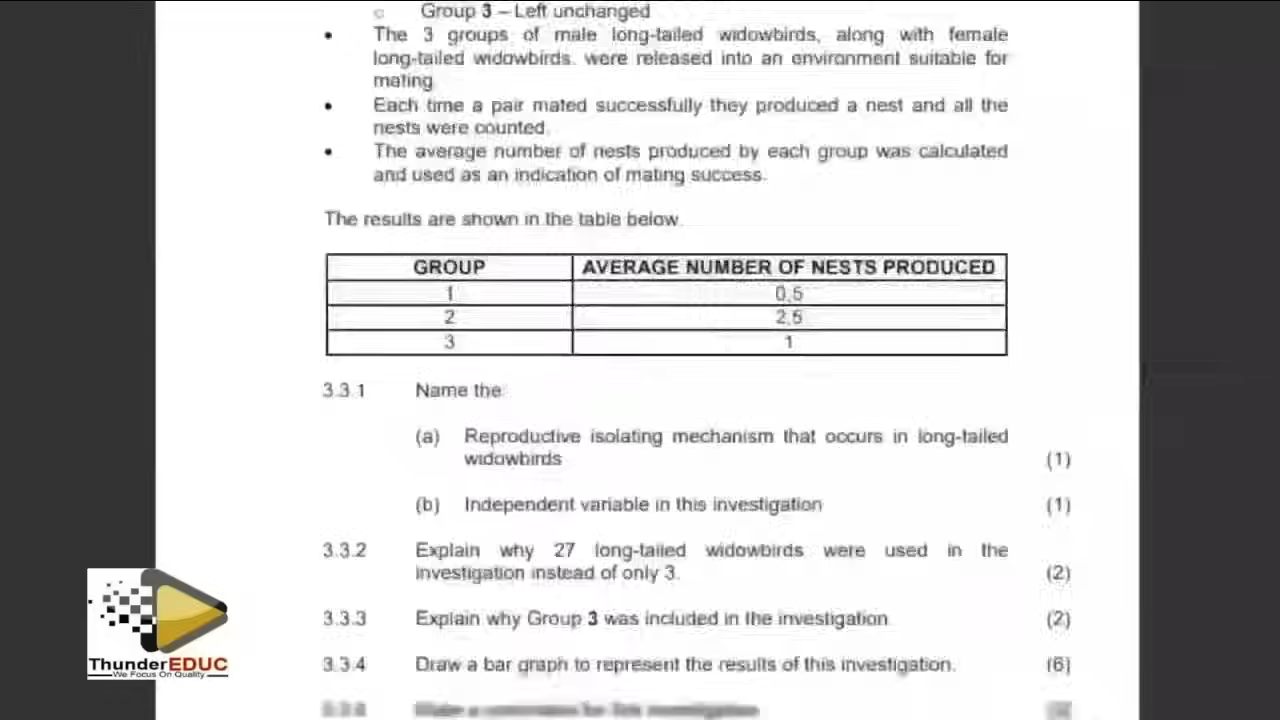 Group 3 – Left unchanged
• The 3 groups of male long-tailed widowbirds, along with female
long-tailed widowbirds, were released into an environment suitable for
mating.
• Each time a pair mated successfully they produced a nest and all the
nests were counted.
• The average number of nests produced by each group was calculated
and used as an indication of mating success.
The results are shown in the table below.
GROUP AVERAGE NUMBER OF NESTS PRODUCED
1 0,5
2 2,5
3 1
3.3.1 Name the:
(a) Reproductive isolating mechanism that occurs in long-tailed
widowbirds (1)
(b) Independent variable in this investigation (1)
3.3.2 Explain why 27 long-tailed widowbirds were used in the
investigation instead of only 3. (2)
3.3.3 Explain why Group 3 was included in the investigation. (2)
3.3.4 Draw a bar graph to represent the results of this investigation. (6)
ThunderEDUC
We Focus On Quality